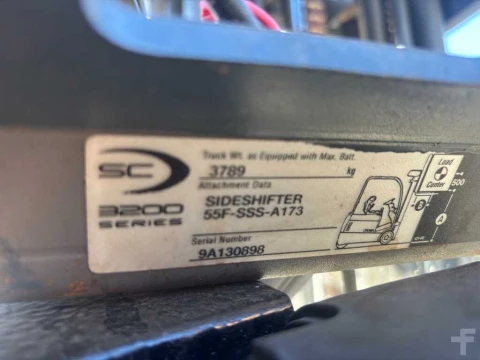 SC
3200
SERIES
Truck Wt. as Equipped with Max. Batt.
3789 kg
Attachment Data
SIDESHIFTER
55F-SSS-A173
Serial Number
9A130898
Load
Center
500
A